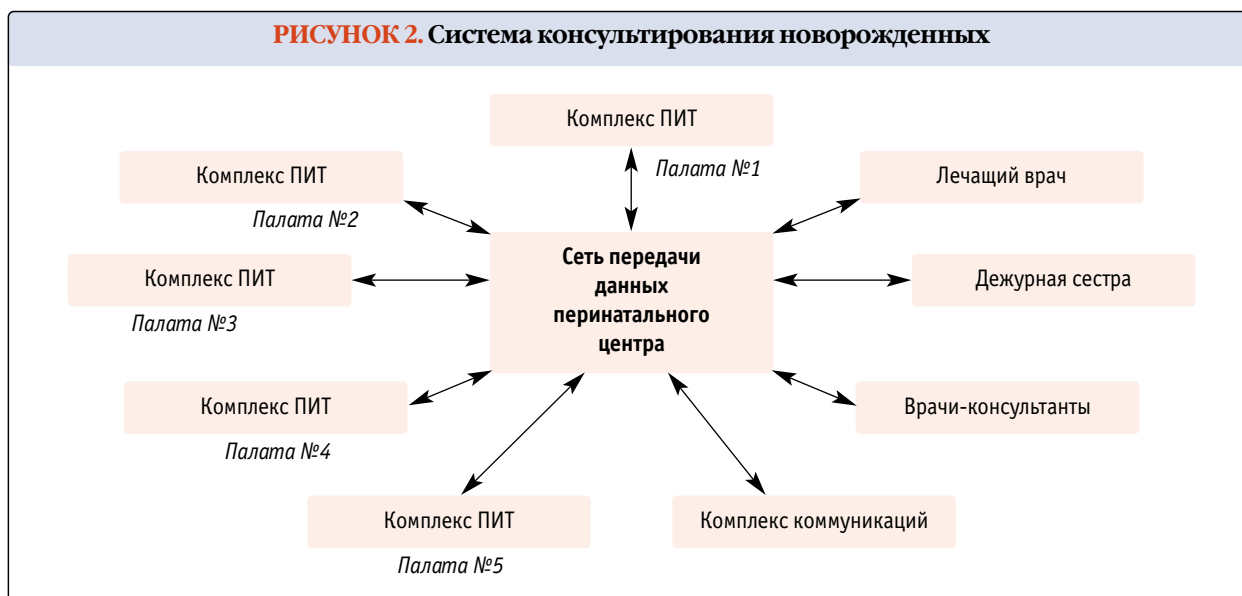 РИСУНОК 2. Система консультирования новорожденных
Комплекс ПИТ
Палата №1
Комплекс ПИТ
Палата №2
Комплекс ПИТ
Палата №3
Комплекс ПИТ
Палата №4
Комплекс ПИТ
Палата №5
Сеть передачи
данных
перинатального
центра
Лечащий врач
Дежурная сестра
Врачи-консультанты
Комплекс коммуникаций